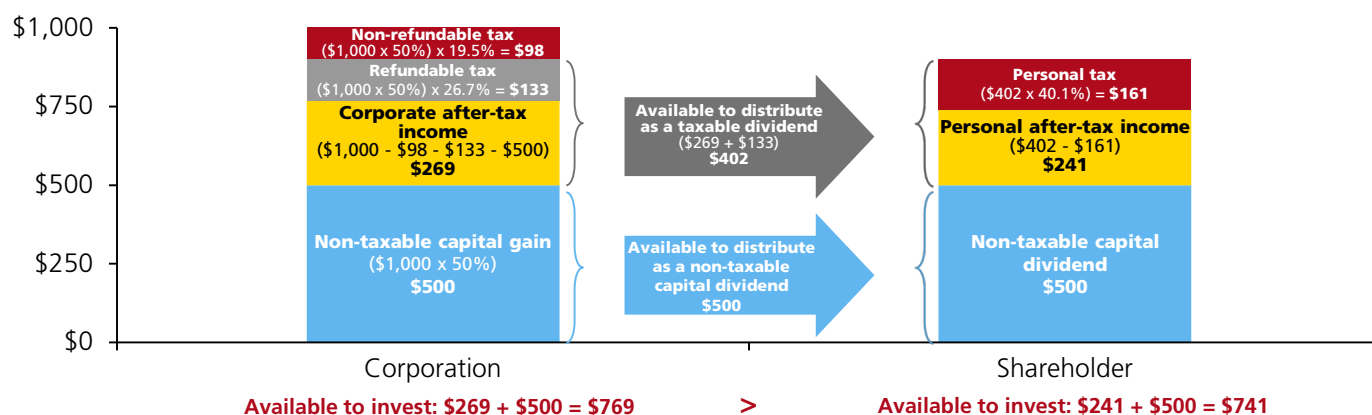 $1,000
$750
$500
$250
$0
Non-refundable tax
($1,000 x 50%) x 19.5% = $98
Refundable tax
($1,000 x 50%) x 26.7% = $133
Corporate after-tax
income
($1,000 - $98 - $133 - $500)
$269
Non-taxable capital gain
($1,000 x 50%)
$500
Available to distribute
as a taxable dividend
($269 + $133)
$402
Available to distribute
as a non-taxable
capital dividend
$500
Personal tax
($402 x 40.1%) = $161
Personal after-tax income
($402 - $161)
$241
Non-taxable capital
dividend
$500
Corporation
Shareholder
Available to invest: $269 + $500 = $769
>
Available to invest: $241 + $500 = $741